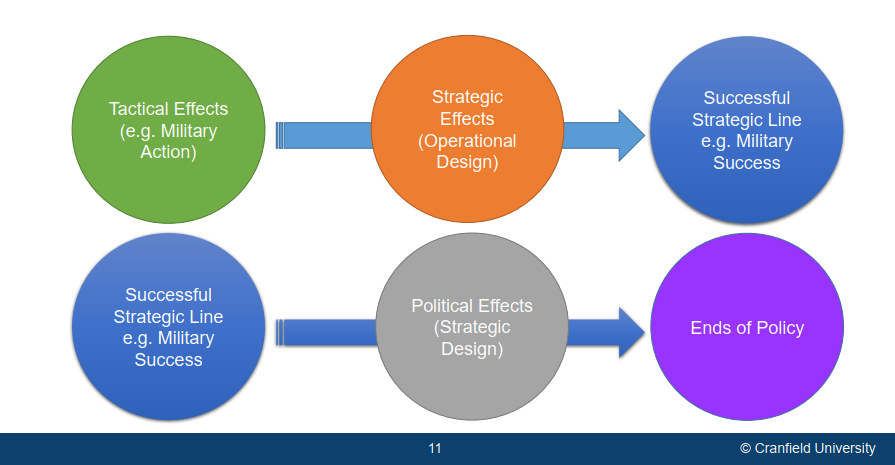 Tactical Effects
(e.g. Military
Action)
Strategic
Effects
(Operational
Design)
Successful
Strategic Line
e.g. Military
Success
Successful
Strategic Line
e.g. Military
Success
Political Effects
(Strategic
Design)
Ends of Policy
11
© Cranfield University